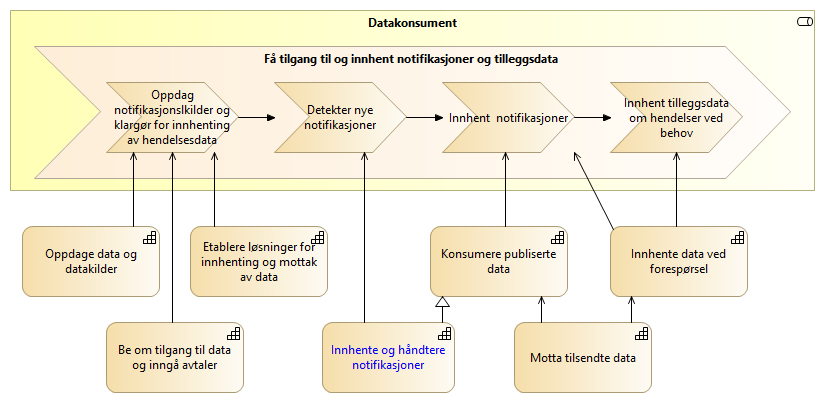 Datakonsument
Få tilgang til og innhent notifikasjoner og tilleggsdata
Oppdag
notifikasjonslkilder og
klargør for innhenting
av hendelsesdata
Detekter nye
notifikasjoner
Innhent  notifikasjoner
Innhent tilleggsdata
om hendelser ved
behov
Oppdage data og
datakilder
Etablere løsninger for
innhenting og mottak
av data
Konsumere publiserte
data
Innhente data ved
forespørsel
Be om tilgang til data
og inngå avtaler
Innhente og håndtere
notifikasjoner
Motta tilsendte data